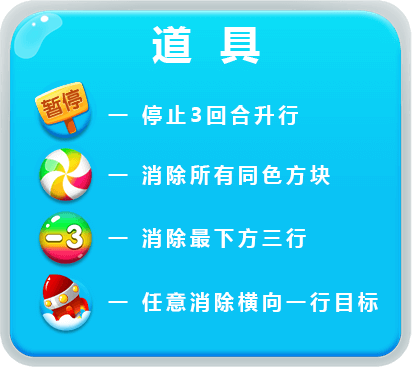 道具
暂停 — 停止3回合升行
— 消除所有同色方块
-3 — 消除最下方三行
— 任意消除横向一行目标